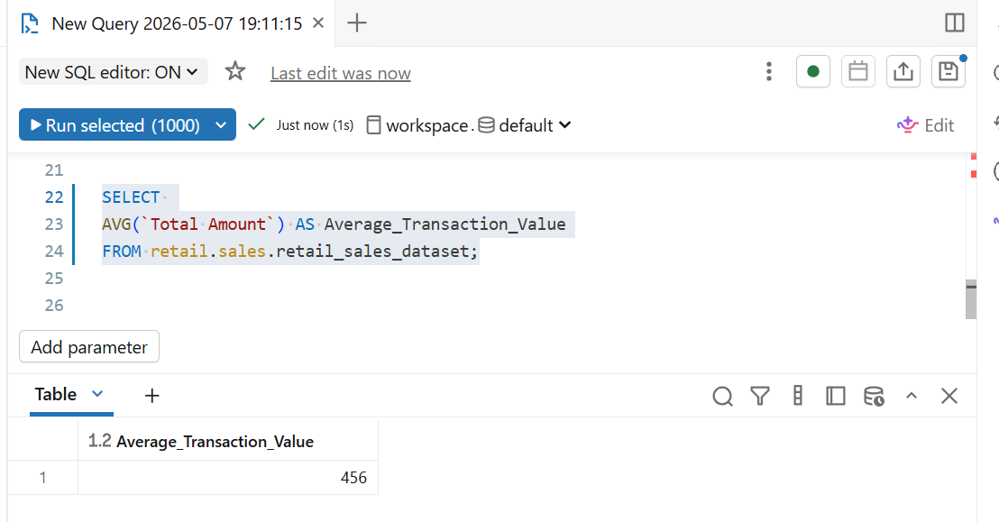 New Query 2026-05-07 19:11:15
New SQL editor: ON
Last edit was now
Run selected (1000)
Just now (1s)
workspace.
default
Edit
21
22 SELECT
23 AVG(`Total Amount`) AS Average_Transaction_Value
24 FROM retail.sales.retail_sales_dataset;
25
26
Add parameter
Table
1.2 Average_Transaction_Value
1 456